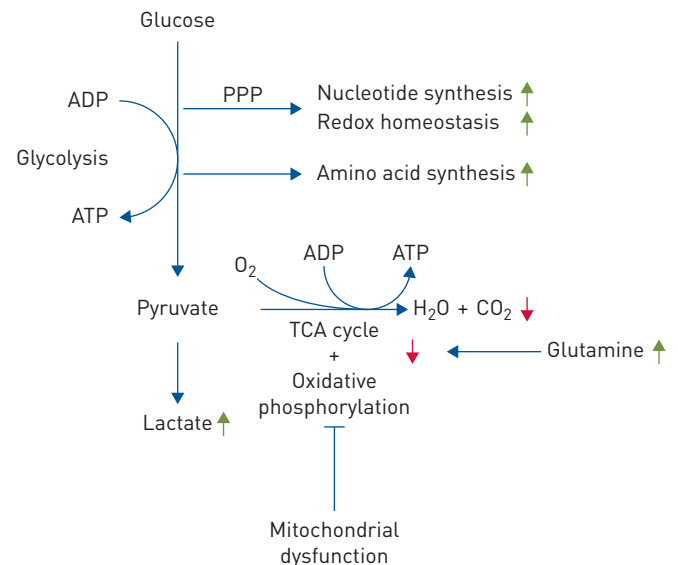 Glucose
ADP
PPP
Nucleotide synthesis
Redox homeostasis
Glycolysis
Amino acid synthesis
ATP
O₂
ADP
ATP
Pyruvate
H₂O + CO₂
TCA cycle
+
Oxidative
phosphorylation
Glutamine
Lactate
Mitochondrial
dysfunction